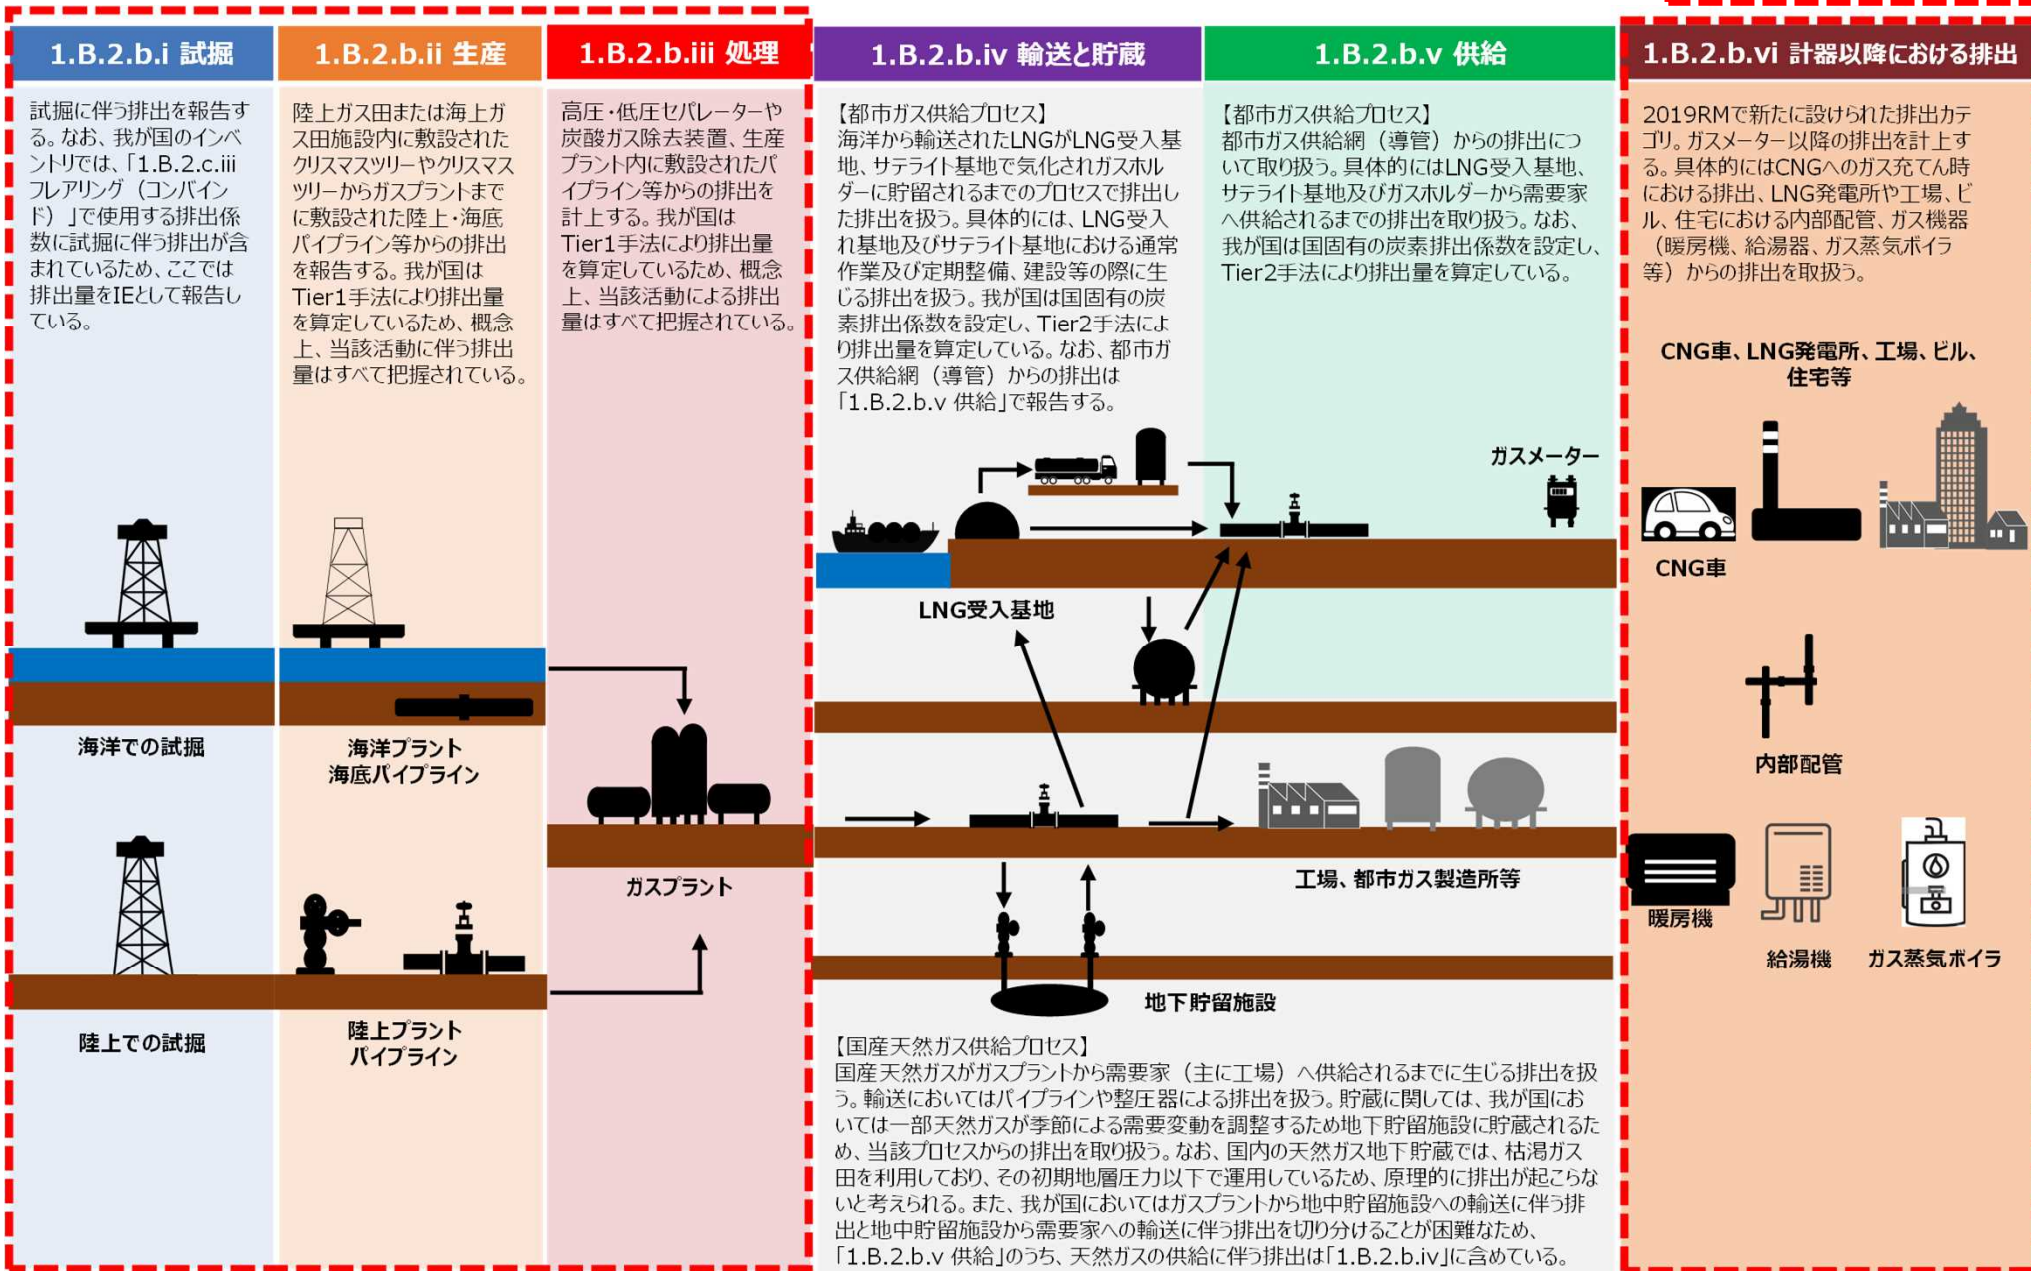 1.B.2.b.i 試掘
試掘に伴う排出を報告す
る。なお、我が国のインベ
ントリでは、「1.B.2.c.iii
フレアリング（コンバイン
ド）」で使用する排出係
数に試掘に伴う排出が含
まれているため、ここでは
排出量をIEとして報告し
ている。
海洋での試掘
陸上での試掘
1.B.2.b.ii 生産
陸上ガス田または海上ガ
ス田施設内に敷設された
クリスマスツリーやクリスマス
ツリーからガスプラントまで
に敷設された陸上・海底
パイプライン等からの排出
を報告する。我が国は
Tier1手法により排出量
を算定しているため、概念
上、当該活動に伴う排出
量はすべて把握されている。
海洋プラント
海底パイプライン
陸上プラント
パイプライン
1.B.2.b.iii 処理
高圧・低圧セパレーターや
炭酸ガス除去装置、生産
プラント内に敷設されたパ
イプライン等からの排出を
計上する。我が国は
Tier1手法により排出量
を算定しているため、概念
上、当該活動による排出
量はすべて把握されている。
ガスプラント
1.B.2.b.iv 輸送と貯蔵
【都市ガス供給プロセス】
海洋から輸送されたLNGがLNG受入基
地、サテライト基地で気化されガスホル
ダーに貯留されるまでのプロセスで排出し
た排出を扱う。具体的には、LNG受入
れ基地及びサテライト基地における通常
作業及び定期整備、建設等の際に生
じる排出を扱う。我が国は国固有の炭
素排出係数を設定し、Tier2手法によ
り排出量を算定している。なお、都市ガ
ス供給網（導管）からの排出は
「1.B.2.b.v 供給」で報告する。
LNG受入基地
1.B.2.b.v 供給
【都市ガス供給プロセス】
都市ガス供給網（導管）からの排出につ
いて取り扱う。具体的にはLNG受入基地、
サテライト基地及びガスホルダーから需要家
へ供給されるまでの排出を取り扱う。なお、
我が国は国固有の炭素排出係数を設定し、
Tier2手法により排出量を算定している。
ガスメーター
工場、都市ガス製造所等
地下貯留施設
【国産天然ガス供給プロセス】
国産天然ガスがガスプラントから需要家（主に工場）へ供給されるまでに生じる排出を扱
う。輸送においてはパイプラインや整圧器による排出を扱う。貯蔵に関しては、我が国にお
いては一部天然ガスが季節による需要変動を調整するため地下貯留施設に貯蔵されるた
め、当該プロセスからの排出を取り扱う。なお、国内の天然ガス地下貯蔵では、枯渇ガス
田を利用しており、その初期地層圧力以下で運用しているため、原理的に排出が起こらな
いと考えられる。また、我が国においてはガスプラントから地中貯留施設への輸送に伴う排
出と地中貯留施設から需要家への輸送に伴う排出を切り分けることが困難なため、
「1.B.2.b.v 供給」のうち、天然ガスの供給に伴う排出は「1.B.2.b.iv」に含めている。
1.B.2.b.vi 計器以降における排出
2019RMで新たに設けられた排出カテ
ゴリ。ガスメーター以降の排出を計上す
る。具体的にはCNGへのガス充てん時
における排出、LNG発電所や工場、ビ
ル、住宅における内部配管、ガス機器
（暖房機、給湯器、ガス蒸気ボイラ
等）からの排出を取扱う。
CNG車、LNG発電所、工場、ビル、
住宅等
CNG車
内部配管
暖房機
給湯機
ガス蒸気ボイラ